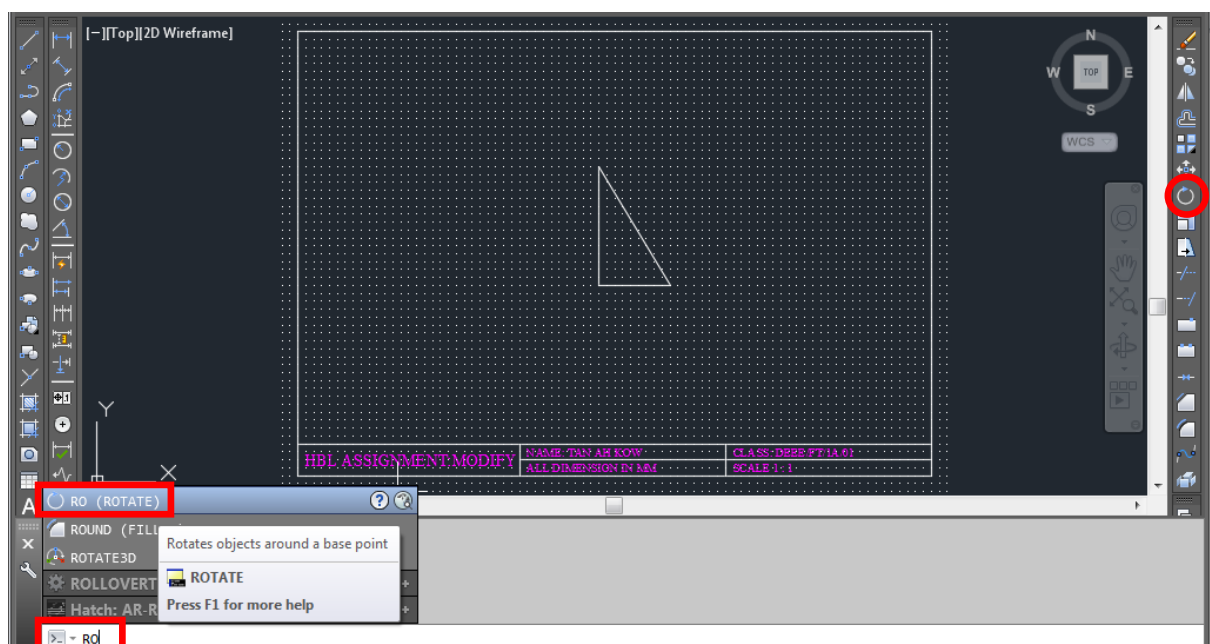 [−][Top][2D Wireframe]
N
W TOP E
S
WCS
Y
X
HBL ASSIGNMENT:MODIFY
NAME: TAN AH KOW
CLASS: DEEE FT/1A/01
ALL DIMENSION IN MM
SCALE 1 : 1
A
RO (ROTATE)
ROUND (FILL
ROTATE3D
ROLLOVERT
Hatch: AR-R
Rotates objects around a base point
ROTATE
Press F1 for more help
RO